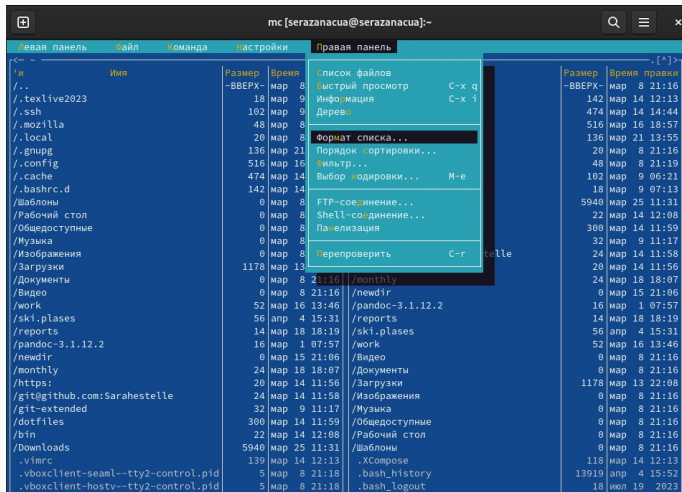 mc [serazanacua@serazanacua]:~
Левая панель Файл Команда Настройки Правая панель
<— ~ .[^]>
'и Имя Размер Время Размер Время правки
/.. -ВВЕРХ- мар 8 Список файлов -ВВЕРХ- мар 8 21:16
/.texlive2023 18 мар 9 Быстрый просмотр C-x q 142 мар 14 12:13
/.ssh 102 мар 9 Информация C-x i 474 мар 14 14:44
/.mozilla 48 мар 8 Дерево 516 мар 16 18:57
/.local 20 мар 8 136 мар 21 13:55
/.gnupg 136 мар 21 Формат списка... 20 мар 8 21:16
/.config 516 мар 16 Порядок сортировки... 48 мар 8 21:19
/.cache 474 мар 14 Фильтр... 102 мар 9 06:21
/.bashrc.d 142 мар 14 Выбор кодировки... M-e 18 мар 9 07:13
/Шаблоны 0 мар 8 5940 мар 25 11:31
/Рабочий стол 0 мар 8 FTP-соединение... 22 мар 14 12:08
/Общедоступные 0 мар 8 Shell-соединение... 300 мар 14 11:59
/Музыка 0 мар 8 Панелизация 32 мар 9 11:17
/Изображения 0 мар 8 24 мар 14 11:58
/Загрузки 1178 мар 13 Перепроверить C-r telle 20 мар 14 11:56
/Документы 0 мар 8 21:16 /monthly 24 мар 18 18:07
/Видео 0 мар 8 21:16 /newdir 0 мар 15 21:06
/work 52 мар 16 13:46 /pandoc-3.1.12.2 16 мар 1 07:57
/ski.plases 56 апр 4 15:31 /reports 14 мар 18 18:19
/reports 14 мар 18 18:19 /ski.plases 56 апр 4 15:31
/pandoc-3.1.12.2 16 мар 1 07:57 /work 52 мар 16 13:46
/newdir 0 мар 15 21:06 /Видео 0 мар 8 21:16
/monthly 24 мар 18 18:07 /Документы 0 мар 8 21:16
/https: 20 мар 14 11:56 /Загрузки 1178 мар 13 22:08
/git@github.com:Sarahestelle 24 мар 14 11:58 /Изображения 0 мар 8 21:16
/git-extended 32 мар 9 11:17 /Музыка 0 мар 8 21:16
/dotfiles 300 мар 14 11:59 /Общедоступные 0 мар 8 21:16
/bin 22 мар 14 12:08 /Рабочий стол 0 мар 8 21:16
/Downloads 5940 мар 25 11:31 /Шаблоны 0 мар 8 21:16
.vimrc 139 мар 14 12:13 .XCompose 118 мар 14 12:13
.vboxclient-seaml--tty2-control.pid 5 мар 8 21:18 .bash_history 13919 апр 4 15:52
.vboxclient-hostv--tty2-control.pid 5 мар 8 21:18 .bash_logout 18 июл 19 2023